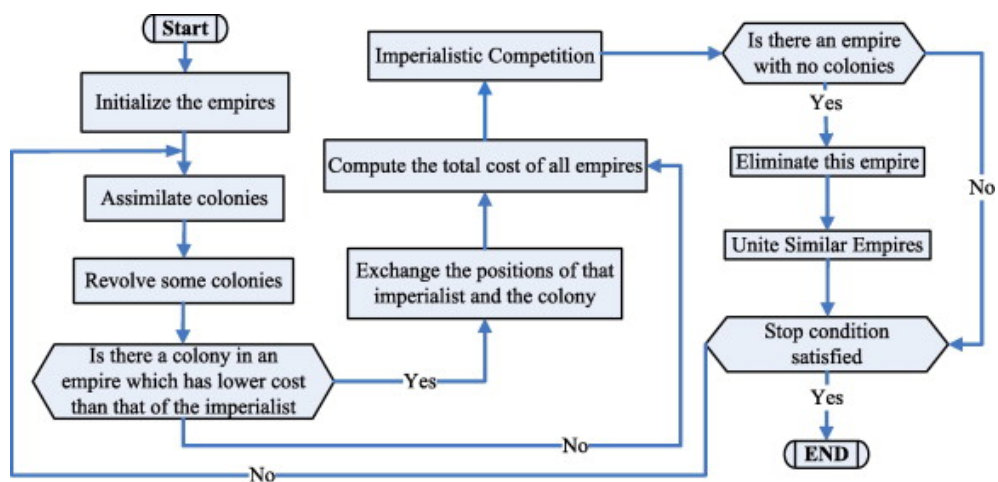 Start
Initialize the empires
Assimilate colonies
Revolve some colonies
Is there a colony in an
empire which has lower cost
than that of the imperialist
Yes
No
Exchange the positions of that
imperialist and the colony
Compute the total cost of all empires
Imperialistic Competition
Is there an empire
with no colonies
Yes
No
Eliminate this empire
Unite Similar Empires
Stop condition
satisfied
Yes
No
END